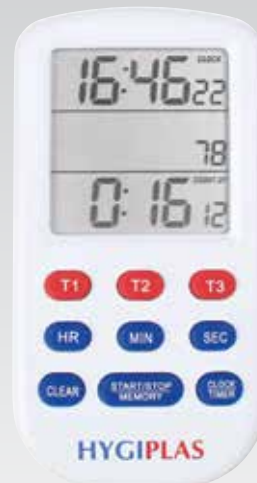 CLOCK
16:46 22
78
COUNT UP
0:16 12
T1 T2 T3
HR MIN SEC
CLEAR START/STOP MEMORY CLOCK TIMER
HYGIPLAS